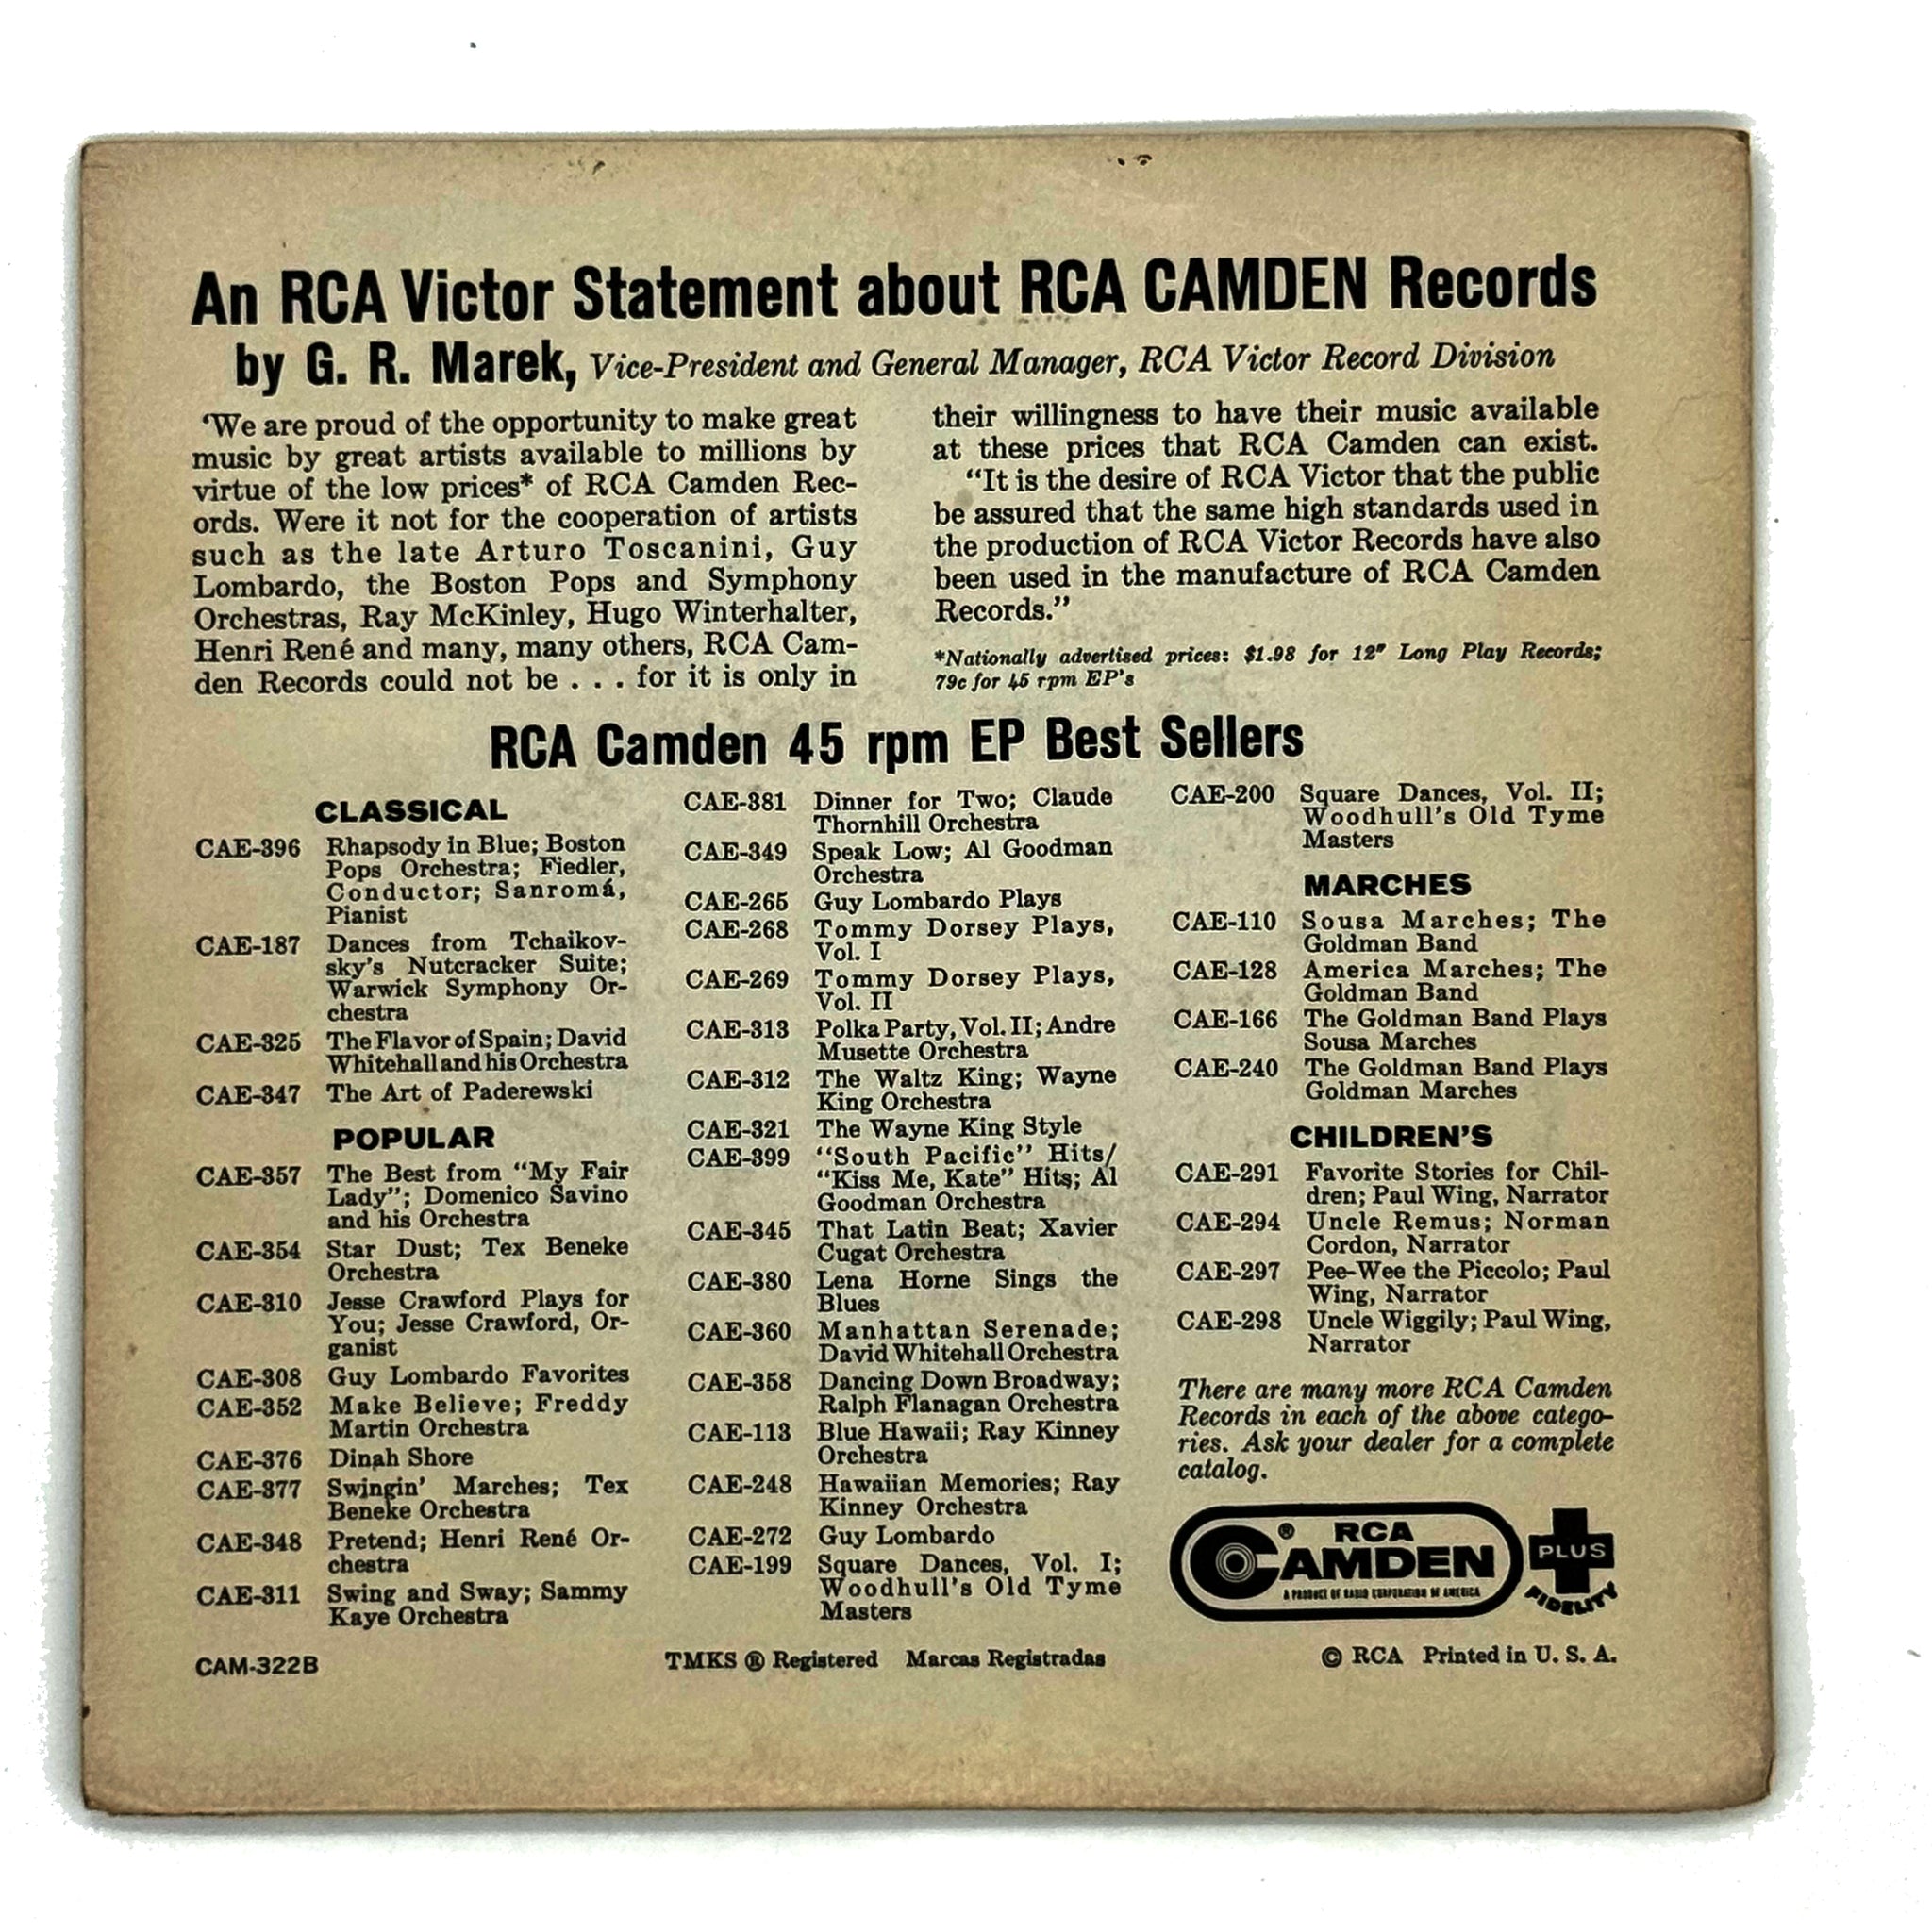 An RCA Victor Statement about RCA CAMDEN Records
by G. R. Marek, Vice-President and General Manager, RCA Victor Record Division
‘We are proud of the opportunity to make great
music by great artists available to millions by
virtue of the low prices* of RCA Camden Rec-
ords. Were it not for the cooperation of artists
such as the late Arturo Toscanini, Guy
Lombardo, the Boston Pops and Symphony
Orchestras, Ray McKinley, Hugo Winterhalter,
Henri René and many, many others, RCA Cam-
den Records could not be . . . for it is only in
their willingness to have their music available
at these prices that RCA Camden can exist.
“It is the desire of RCA Victor that the public
be assured that the same high standards used in
the production of RCA Victor Records have also
been used in the manufacture of RCA Camden
Records.”
*Nationally advertised prices: $1.98 for 12" Long Play Records;
79c for 45 rpm EP's
RCA Camden 45 rpm EP Best Sellers
CLASSICAL
CAE-396 Rhapsody in Blue; Boston
Pops Orchestra; Fiedler,
Conductor; Sanromá,
Pianist
CAE-187 Dances from Tchaikov-
sky's Nutcracker Suite;
Warwick Symphony Or-
chestra
CAE-325 The Flavor of Spain; David
Whitehall and his Orchestra
CAE-347 The Art of Paderewski
POPULAR
CAE-357 The Best from “My Fair
Lady”; Domenico Savino
and his Orchestra
CAE-354 Star Dust; Tex Beneke
Orchestra
CAE-310 Jesse Crawford Plays for
You; Jesse Crawford, Or-
ganist
CAE-308 Guy Lombardo Favorites
CAE-352 Make Believe; Freddy
Martin Orchestra
CAE-376 Dinah Shore
CAE-377 Swingin' Marches; Tex
Beneke Orchestra
CAE-348 Pretend; Henri René Or-
chestra
CAE-311 Swing and Sway; Sammy
Kaye Orchestra
CAE-381 Dinner for Two; Claude
Thornhill Orchestra
CAE-349 Speak Low; Al Goodman
Orchestra
CAE-265 Guy Lombardo Plays
CAE-268 Tommy Dorsey Plays,
Vol. I
CAE-269 Tommy Dorsey Plays,
Vol. II
CAE-313 Polka Party, Vol. II; Andre
Musette Orchestra
CAE-312 The Waltz King; Wayne
King Orchestra
CAE-321 The Wayne King Style
CAE-399 “South Pacific” Hits/
“Kiss Me, Kate” Hits; Al
Goodman Orchestra
CAE-345 That Latin Beat; Xavier
Cugat Orchestra
CAE-380 Lena Horne Sings the
Blues
CAE-360 Manhattan Serenade;
David Whitehall Orchestra
CAE-358 Dancing Down Broadway;
Ralph Flanagan Orchestra
CAE-113 Blue Hawaii; Ray Kinney
Orchestra
CAE-248 Hawaiian Memories; Ray
Kinney Orchestra
CAE-272 Guy Lombardo
CAE-199 Square Dances, Vol. I;
Woodhull's Old Tyme
Masters
CAE-200 Square Dances, Vol. II;
Woodhull's Old Tyme
Masters
MARCHES
CAE-110 Sousa Marches; The
Goldman Band
CAE-128 America Marches; The
Goldman Band
CAE-166 The Goldman Band Plays
Sousa Marches
CAE-240 The Goldman Band Plays
Goldman Marches
CHILDREN'S
CAE-291 Favorite Stories for Chil-
dren; Paul Wing, Narrator
CAE-294 Uncle Remus; Norman
Cordon, Narrator
CAE-297 Pee-Wee the Piccolo; Paul
Wing, Narrator
CAE-298 Uncle Wiggily; Paul Wing,
Narrator
There are many more RCA Camden
Records in each of the above catego-
ries. Ask your dealer for a complete
catalog.
® RCA
CAMDEN
A PRODUCT OF RADIO CORPORATION OF AMERICA
PLUS
FIDELITY
CAM-322B
TMKS ® Registered Marcas Registradas
© RCA Printed in U. S. A.